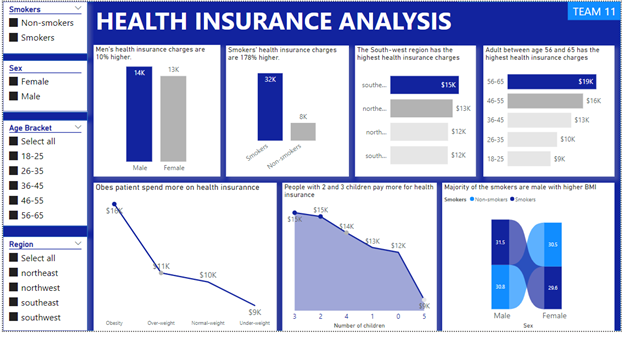 Smokers
Non-smokers
Smokers
Sex
Female
Male
Age Bracket
Select all
18-25
26-35
36-45
46-55
56-65
Region
Select all
northeast
northwest
southeast
southwest
HEALTH INSURANCE ANALYSIS
TEAM 11
Men's health insurance charges are
10% higher.
14K
13K
Male Female
Smokers' health insurance charges
are 178% higher.
32K
8K
Smokers
Non-smokers
The South-west region has the
highest health insurance charges
southe... $15K
northe... $13K
north... $12K
south... $12K
Adult between age 56 and 65 has the
highest health insurance charges
56-65 $19K
46-55 $16K
36-45 $13K
26-35 $10K
18-25 $9K
Obes patient spend more on health insurannce
$16K
$11K
$10K
$9K
Obesity Over-weight Normal-weight Under-weight
People with 2 and 3 children pay more for health
insurance
$15K
$15K
$14K
$13K
$12K
3 2 4 1 0 5
Number of children
Majority of the smokers are male with higher BMI
Smokers Non-smokers Smokers
31.5
30.5
30.8
29.6
Male Female
Sex